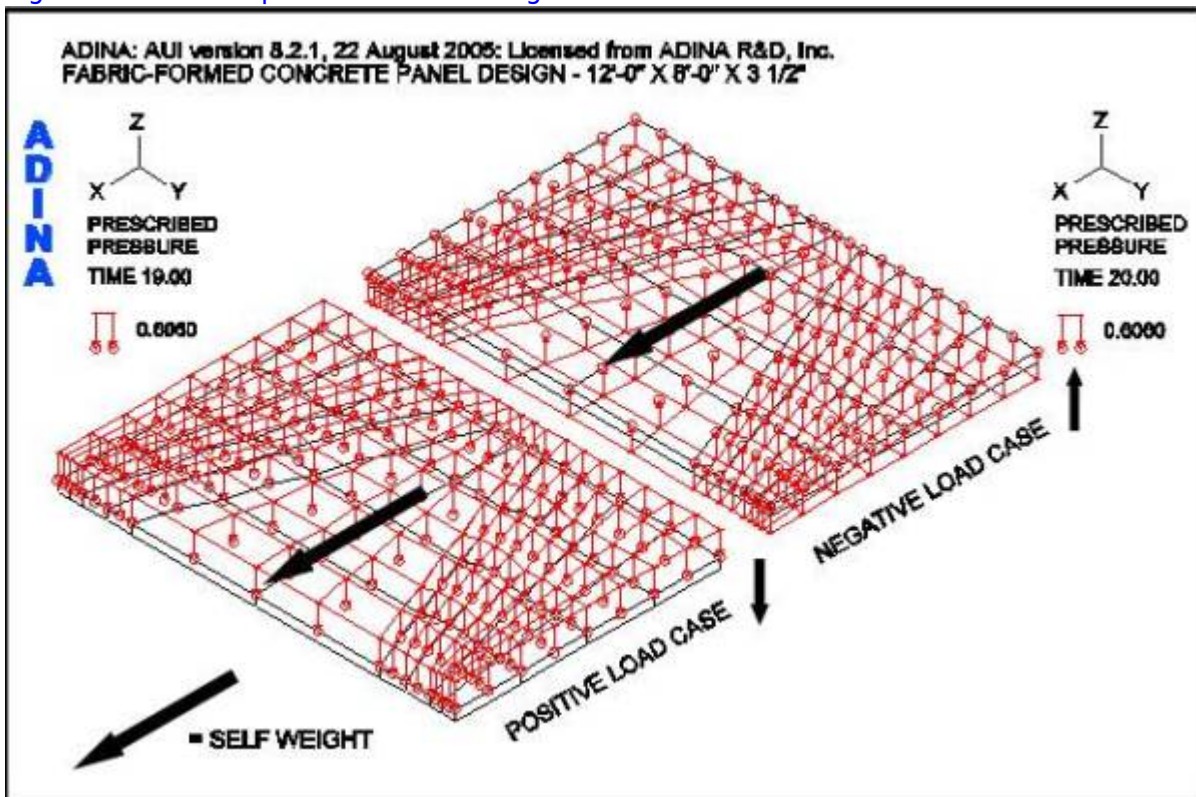 ADINA: AUI version 8.2.1, 22 August 2005: Licensed from ADINA R&D, Inc.
FABRIC-FORMED CONCRETE PANEL DESIGN - 12'-0" X 8'-0" X 3 1/2"
ADINA
Z
X Y
PRESCRIBED
PRESSURE
TIME 19.00
0.6060
Z
X Y
PRESCRIBED
PRESSURE
TIME 20.00
0.6060
NEGATIVE LOAD CASE
POSITIVE LOAD CASE
= SELF WEIGHT